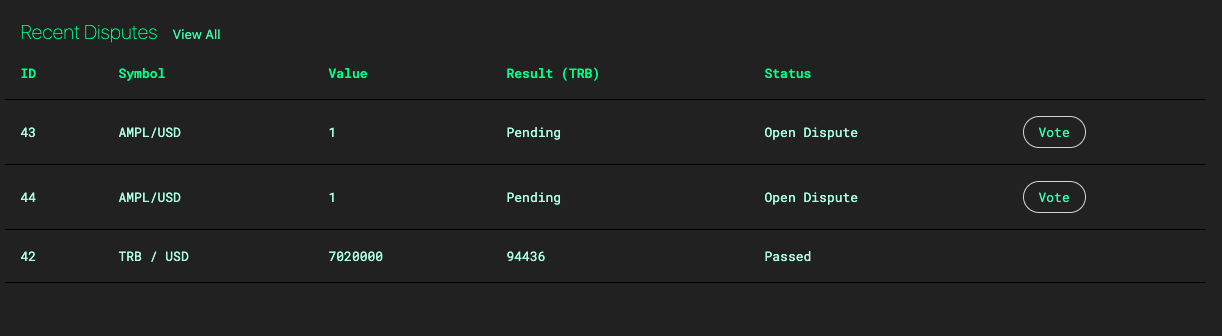 Recent Disputes View All
ID Symbol Value Result (TRB) Status
43 AMPL/USD 1 Pending Open Dispute Vote
44 AMPL/USD 1 Pending Open Dispute Vote
42 TRB / USD 7020000 94436 Passed